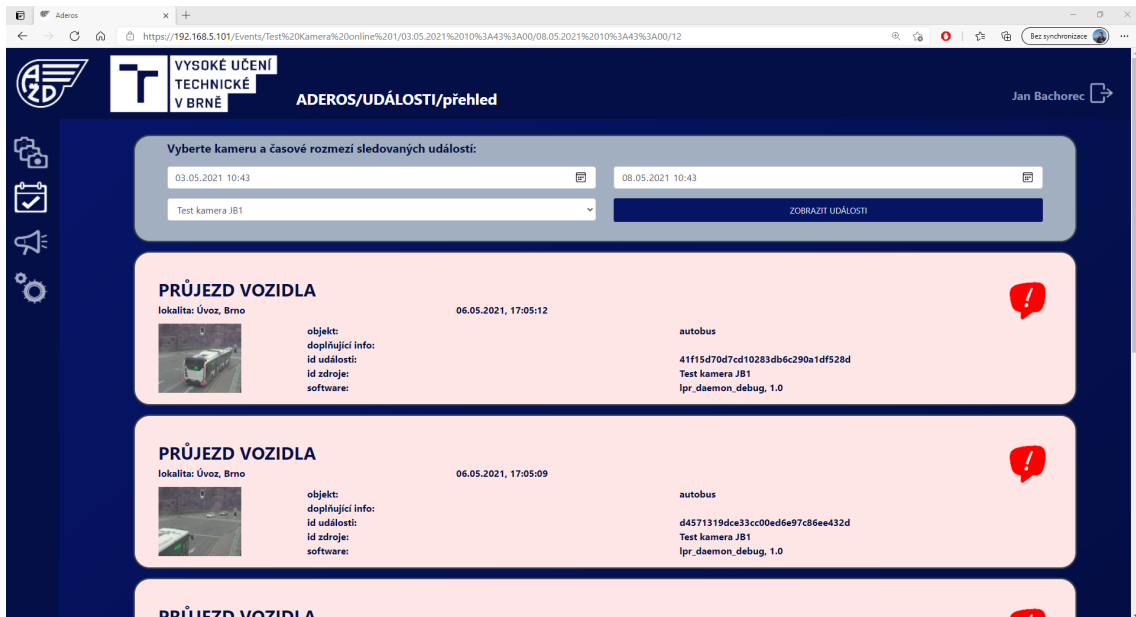 Aderos
https://192.168.5.101/Events/Test%20Kamera%20online%201/03.05.2021%2010%3A43%3A00/08.05.2021%2010%3A43%3A00/12
Bez synchronizace
AŽD
VYSOKÉ UČENÍ
TECHNICKÉ
V BRNĚ
ADEROS/UDÁLOSTI/přehled
Jan Bachorec
Vyberte kameru a časové rozmezí sledovaných událostí:
03.05.2021 10:43
08.05.2021 10:43
Test kamera JB1
ZOBRAZIT UDÁLOSTI
PRŮJEZD VOZIDLA
lokalita: Úvoz, Brno 06.05.2021, 17:05:12
objekt: autobus
doplňující info:
id události: 41f15d70d7cd10283db6c290a1df528d
id zdroje: Test kamera JB1
software: lpr_daemon_debug, 1.0
PRŮJEZD VOZIDLA
lokalita: Úvoz, Brno 06.05.2021, 17:05:09
objekt: autobus
doplňující info:
id události: d4571319dce33cc00ed6e97c86ee432d
id zdroje: Test kamera JB1
software: lpr_daemon_debug, 1.0
PRŮJEZD VOZIDLA